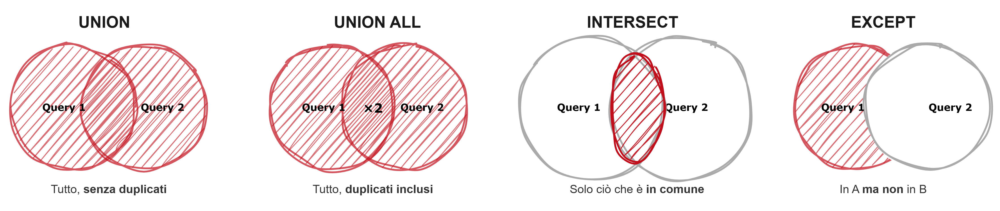 UNION
Query 1
Query 2
Tutto, senza duplicati
UNION ALL
Query 1
×2
Query 2
Tutto, duplicati inclusi
INTERSECT
Query 1
Query 2
Solo ciò che è in comune
EXCEPT
Query 1
Query 2
In A ma non in B